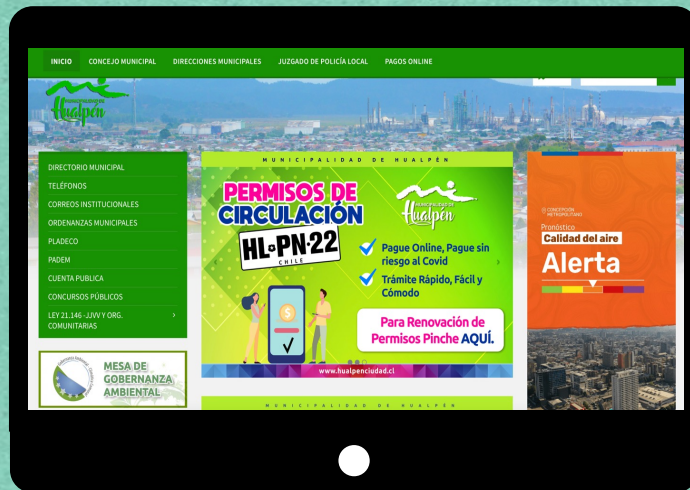 INICIO
CONCEJO MUNICIPAL
DIRECCIONES MUNICIPALES
JUZGADO DE POLICÍA LOCAL
PAGOS ONLINE
MUNICIPALIDAD DE
Hualpén
DIRECTORIO MUNICIPAL
TELÉFONOS
CORREOS INSTITUCIONALES
ORDENANZAS MUNICIPALES
PLADECO
PADEM
CUENTA PUBLICA
CONCURSOS PÚBLICOS
LEY 21.146 -JJVV Y ORG.
COMUNITARIAS
MESA DE
GOBERNANZA
AMBIENTAL
MUNICIPALIDAD DE HUALPÉN
PERMISOS DE
CIRCULACIÓN
HL PN·22
CHILE
MUNICIPALIDAD DE
Hualpén
Pague Online, Pague sin
riesgo al Covid
Trámite Rápido, Fácil y
Cómodo
Para Renovación de
Permisos Pinche AQUÍ.
www.hualpenciudad.cl
MUNICIPALIDAD DE HUALPÉN
CONCEPCIÓN
METROPOLITANO
Pronóstico
Calidad del aire
Alerta